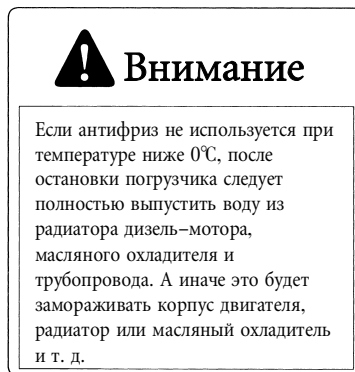 Внимание
Если антифриз не используется при
температуре ниже 0℃, после
остановки погрузчика следует
полностью выпустить воду из
радиатора дизель-мотора,
масляного охладителя и
трубопровода. А иначе это будет
замораживать корпус двигателя,
радиатор или масляный охладитель
и т. д.